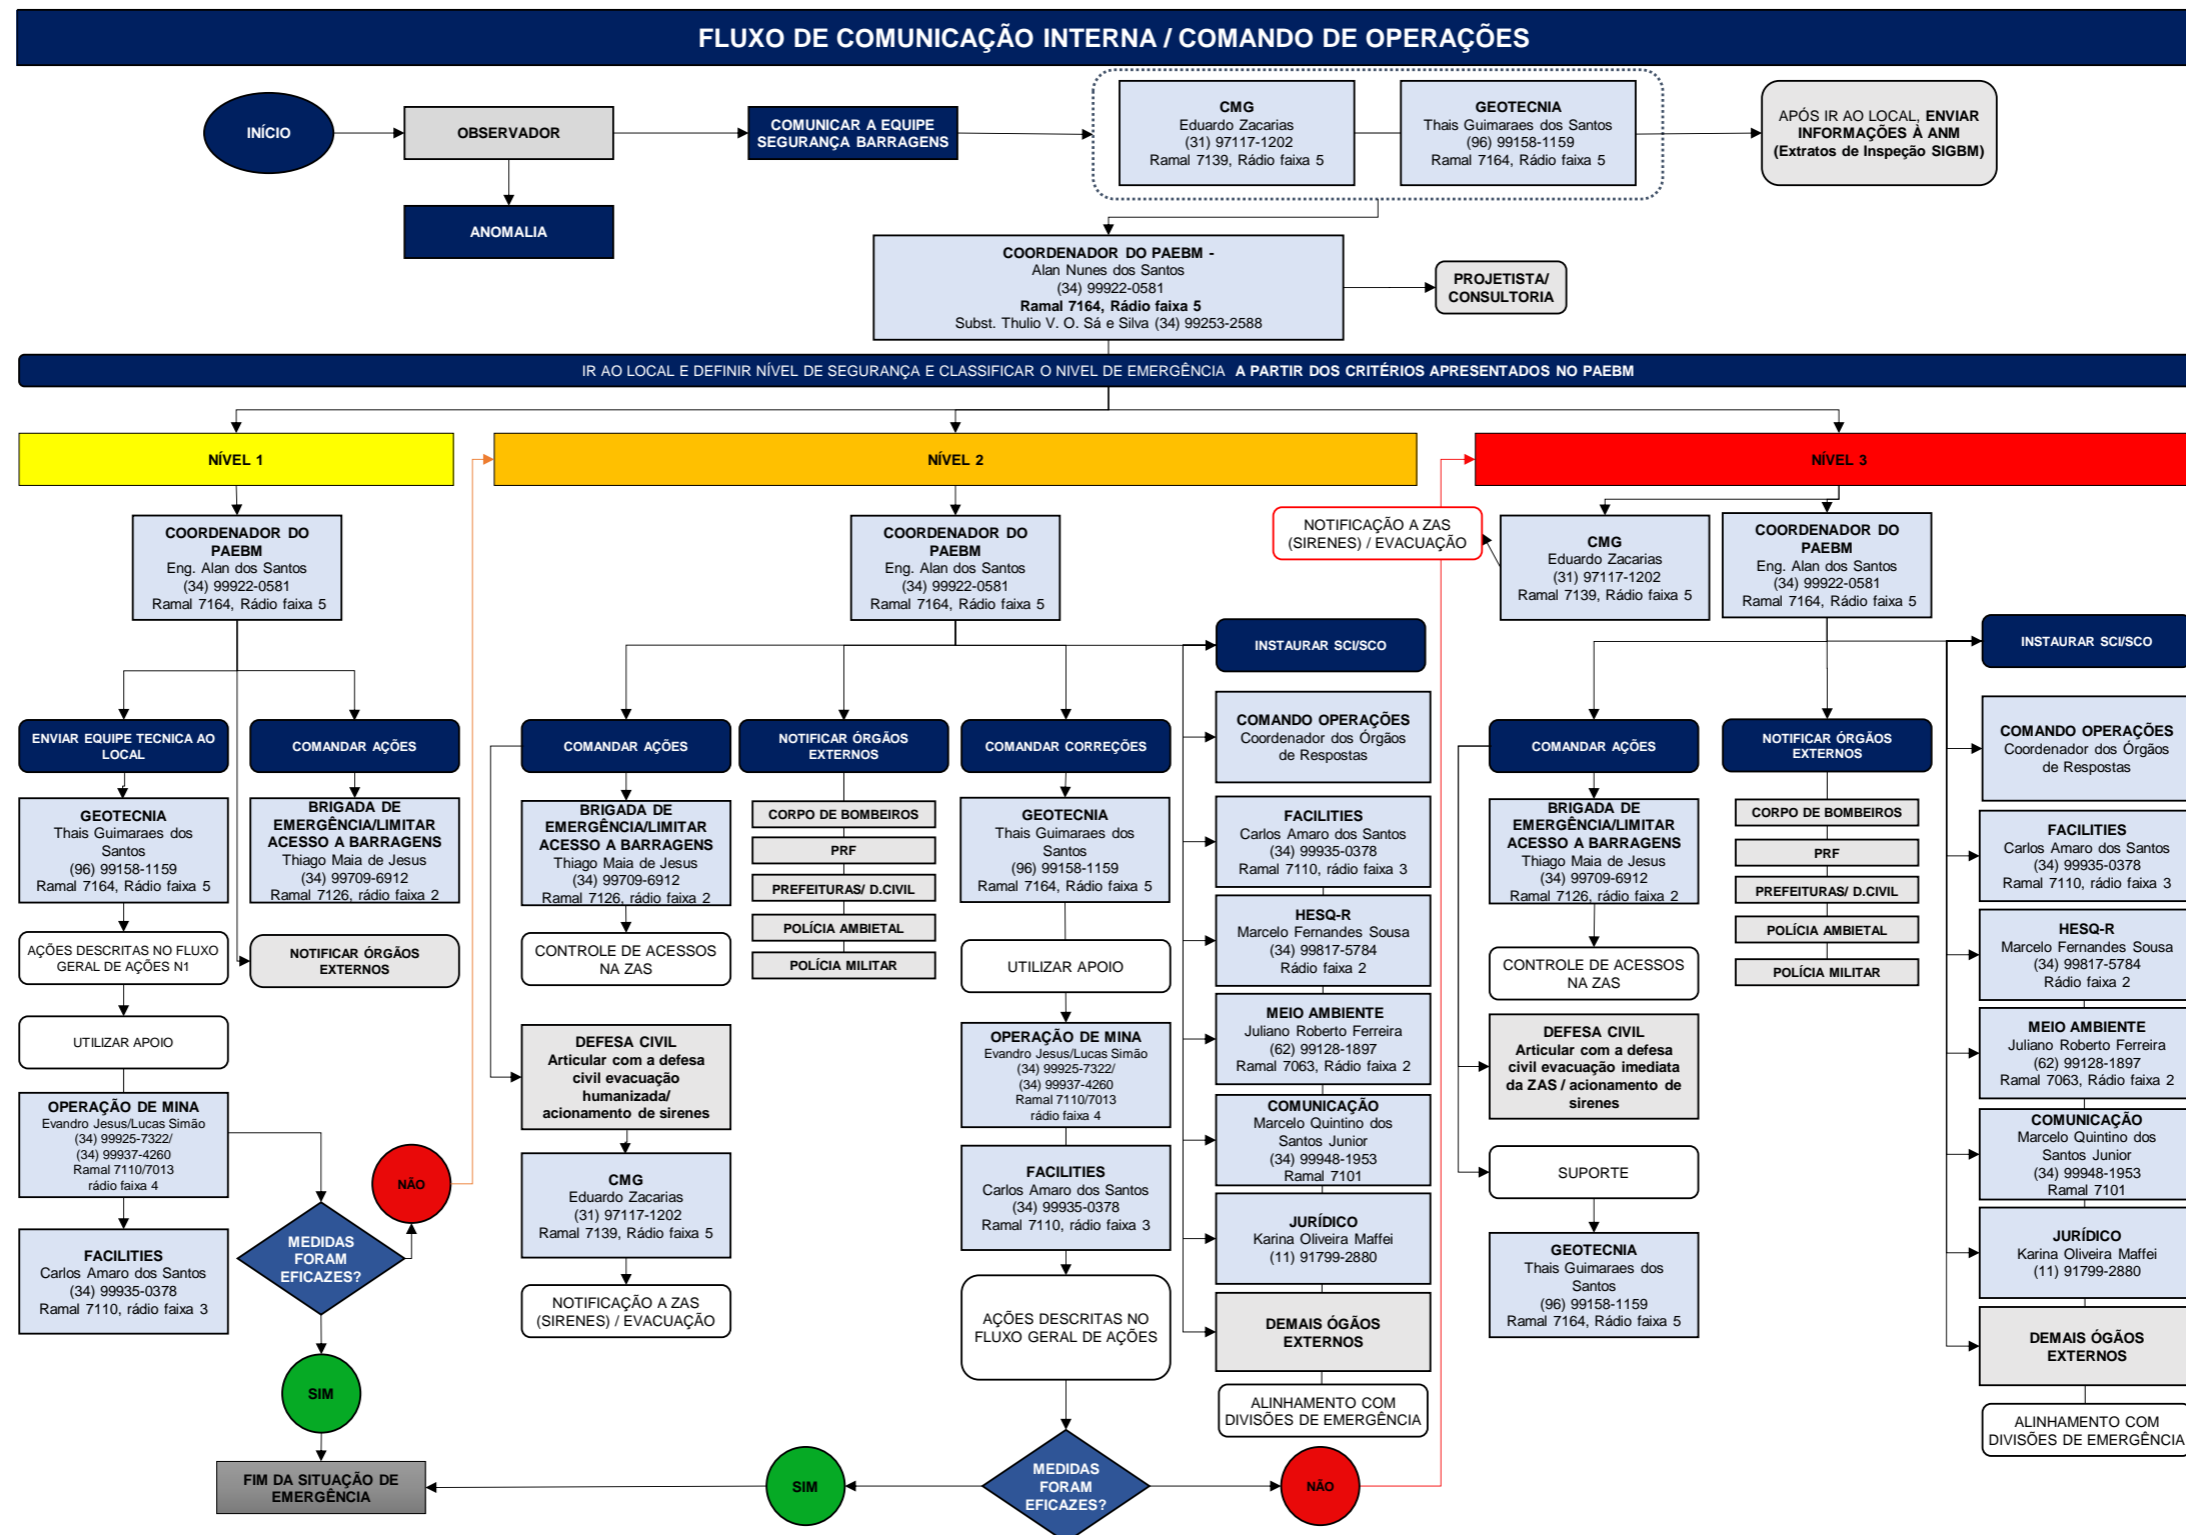 FLUXO DE COMUNICAÇÃO INTERNA / COMANDO DE OPERAÇÕES
INÍCIO
OBSERVADOR
ANOMALIA
COMUNICAR A EQUIPE
SEGURANÇA BARRAGENS
CMG
Eduardo Zacarias
(31) 97117-1202
Ramal 7139, Rádio faixa 5
GEOTECNIA
Thais Guimaraes dos Santos
(96) 99158-1159
Ramal 7164, Rádio faixa 5
APÓS IR AO LOCAL, ENVIAR
INFORMAÇÕES À ANM
(Extratos de Inspeção SIGBM)
COORDENADOR DO PAEBM -
Alan Nunes dos Santos
(34) 99922-0581
Ramal 7164, Rádio faixa 5
Subst. Thulio V. O. Sá e Silva (34) 99253-2588
PROJETISTA/
CONSULTORIA
IR AO LOCAL E DEFINIR NÍVEL DE SEGURANÇA E CLASSIFICAR O NIVEL DE EMERGÊNCIA A PARTIR DOS CRITÉRIOS APRESENTADOS NO PAEBM
NÍVEL 1
COORDENADOR DO
PAEBM
Eng. Alan dos Santos
(34) 99922-0581
Ramal 7164, Rádio faixa 5
ENVIAR EQUIPE TECNICA AO
LOCAL
GEOTECNIA
Thais Guimaraes dos
Santos
(96) 99158-1159
Ramal 7164, Rádio faixa 5
AÇÕES DESCRITAS NO FLUXO
GERAL DE AÇÕES N1
UTILIZAR APOIO
OPERAÇÃO DE MINA
Evandro Jesus/Lucas Simão
(34) 99925-7322/
(34) 99937-4260
Ramal 7110/7013
rádio faixa 4
FACILITIES
Carlos Amaro dos Santos
(34) 99935-0378
Ramal 7110, rádio faixa 3
COMANDAR AÇÕES
BRIGADA DE
EMERGÊNCIA/LIMITAR
ACESSO A BARRAGENS
Thiago Maia de Jesus
(34) 99709-6912
Ramal 7126, rádio faixa 2
NOTIFICAR ÓRGÃOS
EXTERNOS
MEDIDAS
FORAM
EFICAZES?
NÃO
SIM
FIM DA SITUAÇÃO DE
EMERGÊNCIA
NÍVEL 2
COORDENADOR DO
PAEBM
Eng. Alan dos Santos
(34) 99922-0581
Ramal 7164, Rádio faixa 5
COMANDAR AÇÕES
BRIGADA DE
EMERGÊNCIA/LIMITAR
ACESSO A BARRAGENS
Thiago Maia de Jesus
(34) 99709-6912
Ramal 7126, rádio faixa 2
CONTROLE DE ACESSOS
NA ZAS
DEFESA CIVIL
Articular com a defesa
civil evacuação
humanizada/
acionamento de sirenes
CMG
Eduardo Zacarias
(31) 97117-1202
Ramal 7139, Rádio faixa 5
NOTIFICAÇÃO A ZAS
(SIRENES) / EVACUAÇÃO
NOTIFICAR ÓRGÃOS
EXTERNOS
CORPO DE BOMBEIROS
PRF
PREFEITURAS/ D.CIVIL
POLÍCIA AMBIETAL
POLÍCIA MILITAR
COMANDAR CORREÇÕES
GEOTECNIA
Thais Guimaraes dos
Santos
(96) 99158-1159
Ramal 7164, Rádio faixa 5
UTILIZAR APOIO
OPERAÇÃO DE MINA
Evandro Jesus/Lucas Simão
(34) 99925-7322/
(34) 99937-4260
Ramal 7110/7013
rádio faixa 4
FACILITIES
Carlos Amaro dos Santos
(34) 99935-0378
Ramal 7110, rádio faixa 3
AÇÕES DESCRITAS NO
FLUXO GERAL DE AÇÕES
MEDIDAS
FORAM
EFICAZES?
SIM
NÃO
INSTAURAR SCI/SCO
COMANDO OPERAÇÕES
Coordenador dos Órgãos
de Respostas
FACILITIES
Carlos Amaro dos Santos
(34) 99935-0378
Ramal 7110, rádio faixa 3
HESQ-R
Marcelo Fernandes Sousa
(34) 99817-5784
Rádio faixa 2
MEIO AMBIENTE
Juliano Roberto Ferreira
(62) 99128-1897
Ramal 7063, Rádio faixa 2
COMUNICAÇÃO
Marcelo Quintino dos
Santos Junior
(34) 99948-1953
Ramal 7101
JURÍDICO
Karina Oliveira Maffei
(11) 91799-2880
DEMAIS ÓGÃOS
EXTERNOS
ALINHAMENTO COM
DIVISÕES DE EMERGÊNCIA
NÍVEL 3
NOTIFICAÇÃO A ZAS
(SIRENES) / EVACUAÇÃO
CMG
Eduardo Zacarias
(31) 97117-1202
Ramal 7139, Rádio faixa 5
COORDENADOR DO
PAEBM
Eng. Alan dos Santos
(34) 99922-0581
Ramal 7164, Rádio faixa 5
COMANDAR AÇÕES
BRIGADA DE
EMERGÊNCIA/LIMITAR
ACESSO A BARRAGENS
Thiago Maia de Jesus
(34) 99709-6912
Ramal 7126, rádio faixa 2
CONTROLE DE ACESSOS
NA ZAS
DEFESA CIVIL
Articular com a defesa
civil evacuação imediata
da ZAS / acionamento de
sirenes
SUPORTE
GEOTECNIA
Thais Guimaraes dos
Santos
(96) 99158-1159
Ramal 7164, Rádio faixa 5
NOTIFICAR ÓRGÃOS
EXTERNOS
CORPO DE BOMBEIROS
PRF
PREFEITURAS/ D.CIVIL
POLÍCIA AMBIETAL
POLÍCIA MILITAR
INSTAURAR SCI/SCO
COMANDO OPERAÇÕES
Coordenador dos Órgãos
de Respostas
FACILITIES
Carlos Amaro dos Santos
(34) 99935-0378
Ramal 7110, rádio faixa 3
HESQ-R
Marcelo Fernandes Sousa
(34) 99817-5784
Rádio faixa 2
MEIO AMBIENTE
Juliano Roberto Ferreira
(62) 99128-1897
Ramal 7063, Rádio faixa 2
COMUNICAÇÃO
Marcelo Quintino dos
Santos Junior
(34) 99948-1953
Ramal 7101
JURÍDICO
Karina Oliveira Maffei
(11) 91799-2880
DEMAIS ÓGÃOS
EXTERNOS
ALINHAMENTO COM
DIVISÕES DE EMERGÊNCIA